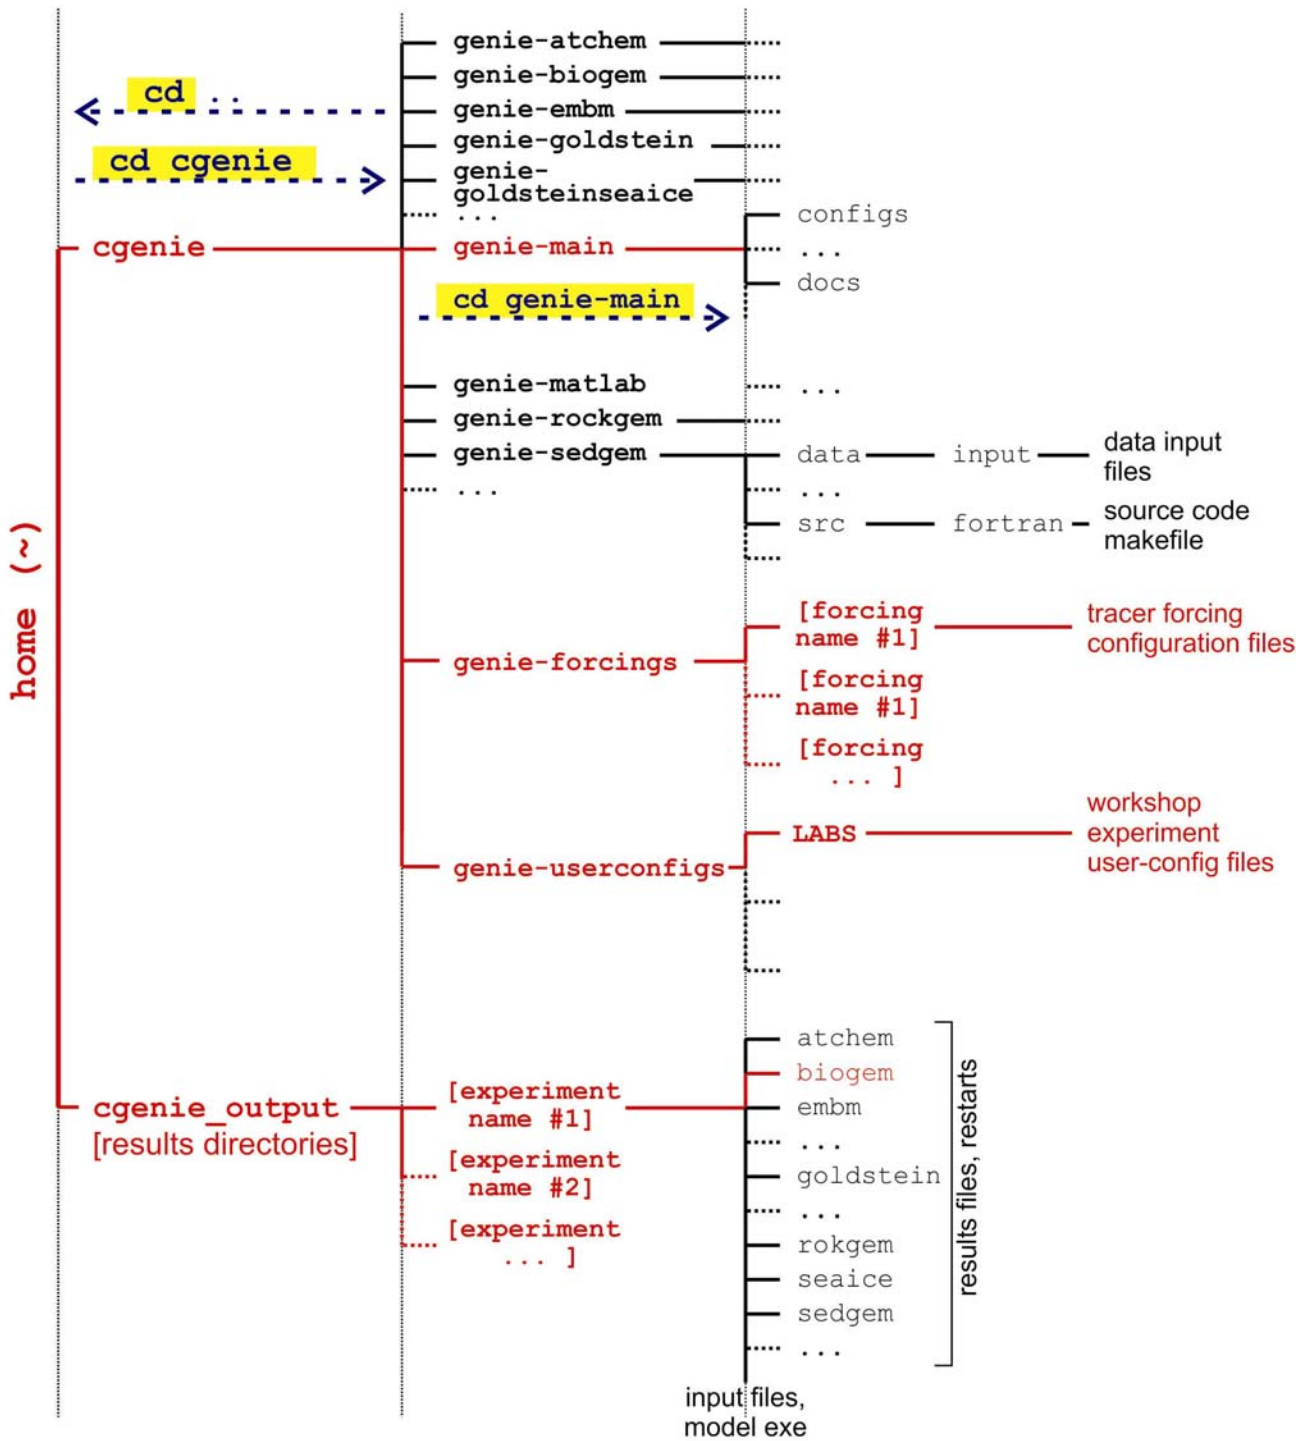 genie-atchem
genie-biogem
cd ..
genie-embm
genie-goldstein
cd cgenie
genie-
goldsteinseaice
...
configs
cgenie
genie-main
...
docs
cd genie-main
genie-matlab
...
genie-rockgem
genie-sedgem
data
input
data input
files
...
...
src
fortran
source code
makefile
home (~)
[forcing
name #1]
tracer forcing
configuration files
genie-forcings
[forcing
name #1]
[forcing
... ]
LABS
workshop
experiment
user-config files
genie-userconfigs
atchem
biogem
cgenie_output
[results directories]
[experiment
name #1]
embm
...
[experiment
name #2]
goldstein
...
[experiment
... ]
rokgem
seaice
sedgem
...
results files, restarts
input files,
model exe